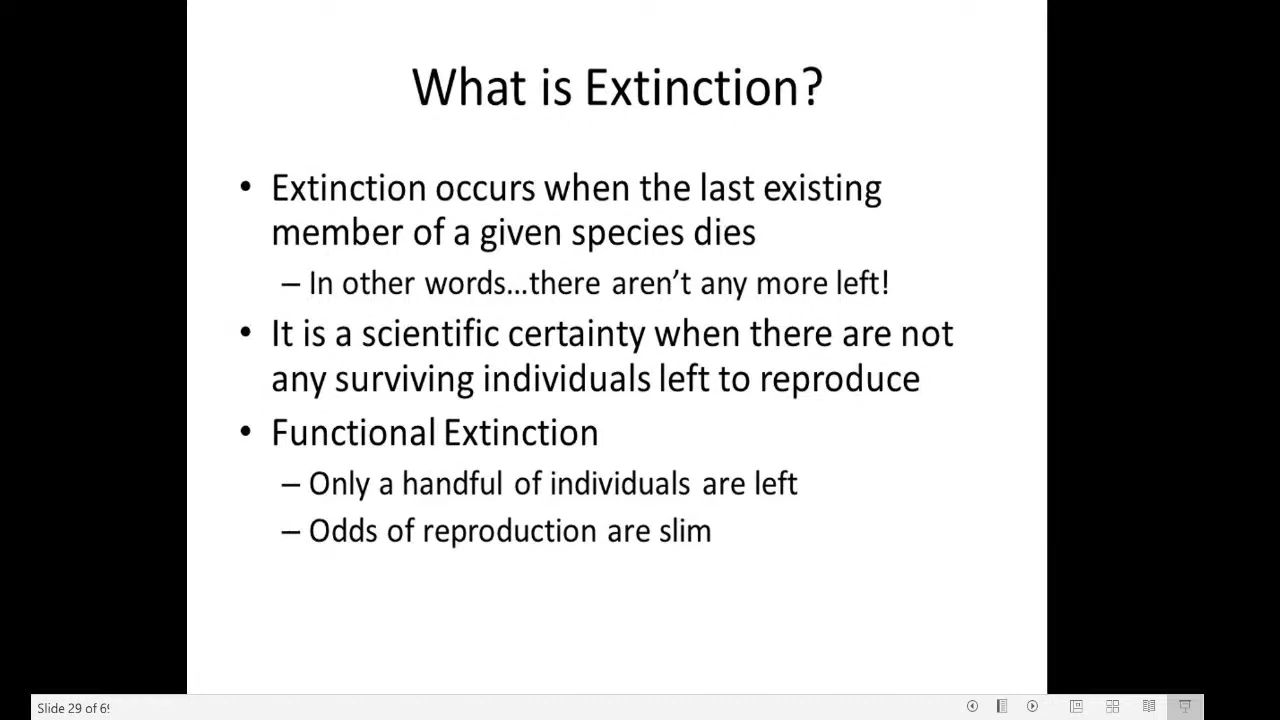 What is Extinction?
• Extinction occurs when the last existing
member of a given species dies
– In other words...there aren't any more left!
• It is a scientific certainty when there are not
any surviving individuals left to reproduce
• Functional Extinction
– Only a handful of individuals are left
– Odds of reproduction are slim
Slide 29 of